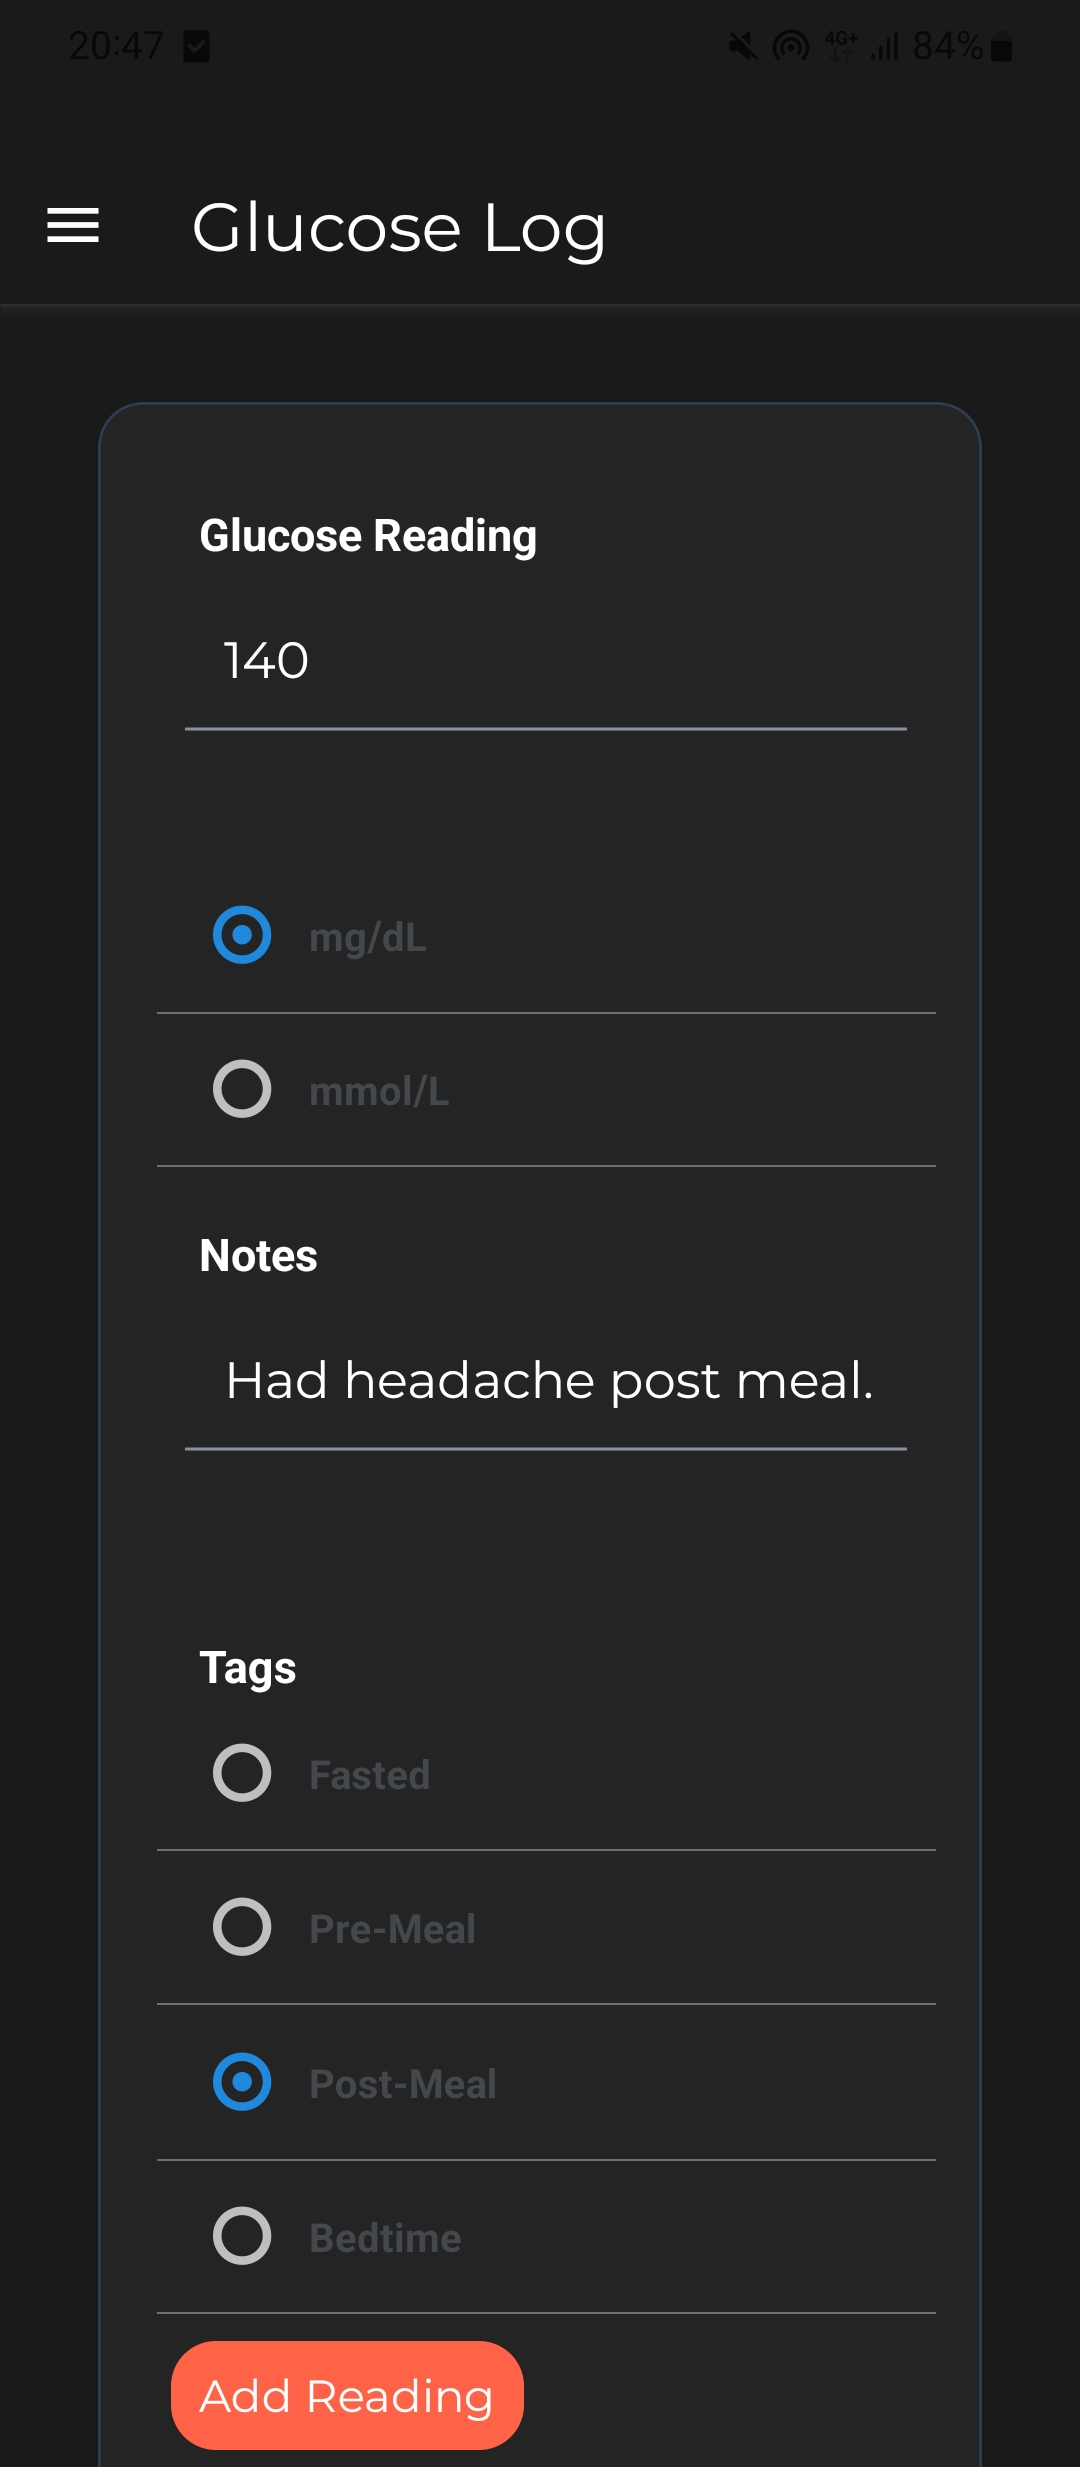 20:47
4G+ 84%
Glucose Log
Glucose Reading
140
mg/dL
mmol/L
Notes
Had headache post meal.
Tags
Fasted
Pre-Meal
Post-Meal
Bedtime
Add Reading